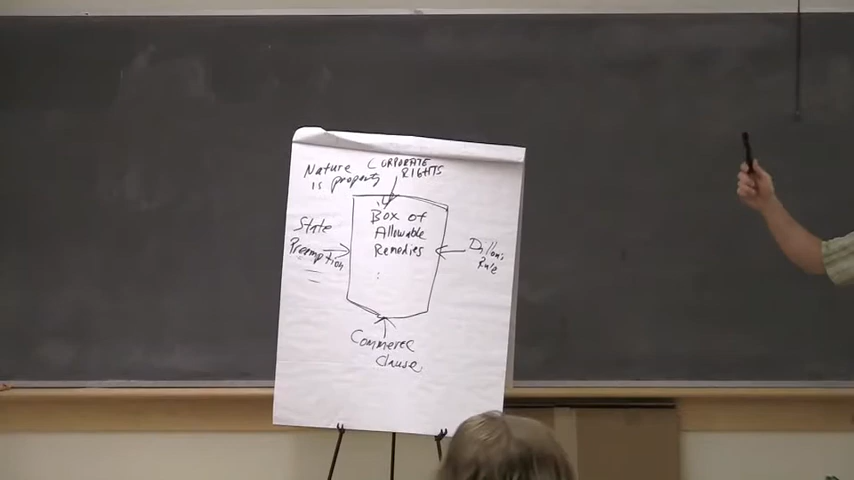 Nature
is property
CORPORATE
RIGHTS
Box of
Allowable
Remedies
:
State
Preemption
Dillon's
Rule
Commerce
Clause